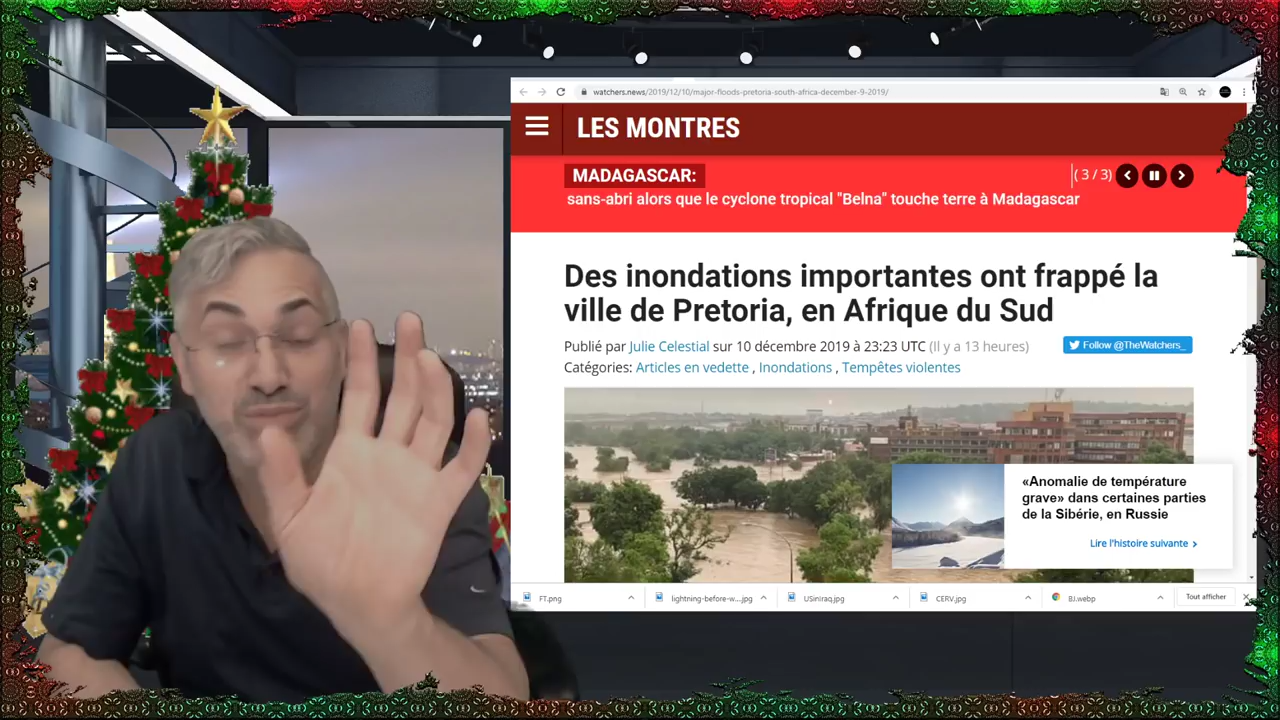 watchers.news/2019/12/10/major-floods-pretoria-south-africa-december-9-2019/
LES MONTRES
MADAGASCAR:
( 3 / 3)
sans-abri alors que le cyclone tropical "Belna" touche terre à Madagascar
Des inondations importantes ont frappé la
ville de Pretoria, en Afrique du Sud
Publié par Julie Celestial sur 10 décembre 2019 à 23:23 UTC (Il y a 13 heures)
Follow @TheWatchers_
Catégories: Articles en vedette , Inondations , Tempêtes violentes
«Anomalie de température
grave» dans certaines parties
de la Sibérie, en Russie
Lire l'histoire suivante
FT.png
lightning-before-w....jpg
USinIraq.jpg
CERV.jpg
BJ.webp
Tout afficher